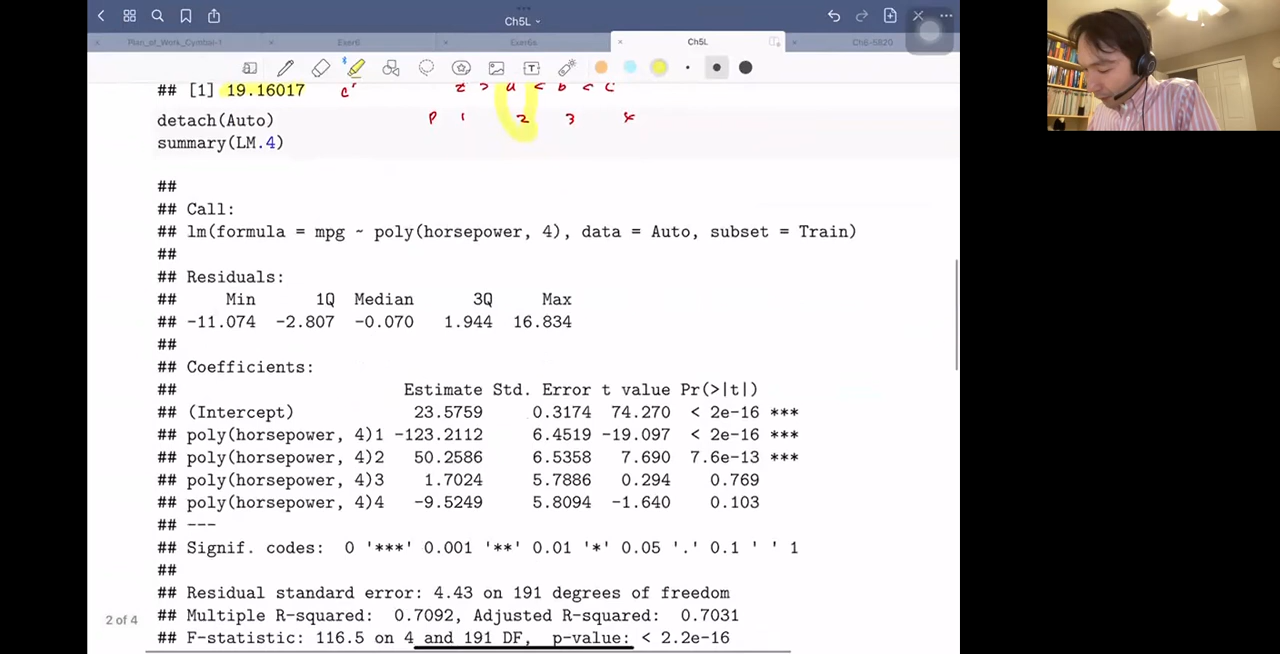 Ch5L
Plan_of_Work_Cymbal-1
Exer6
Exer6s
Ch5L
Ch6-5820
## [1] 19.16017 c' z > a < b < c
detach(Auto) p 1 2 3 4
summary(LM.4)
##
## Call:
## lm(formula = mpg ~ poly(horsepower, 4), data = Auto, subset = Train)
##
## Residuals:
## Min 1Q Median 3Q Max
## -11.074 -2.807 -0.070 1.944 16.834
##
## Coefficients:
## Estimate Std. Error t value Pr(>|t|)
## (Intercept) 23.5759 0.3174 74.270 < 2e-16 ***
## poly(horsepower, 4)1 -123.2112 6.4519 -19.097 < 2e-16 ***
## poly(horsepower, 4)2 50.2586 6.5358 7.690 7.6e-13 ***
## poly(horsepower, 4)3 1.7024 5.7886 0.294 0.769
## poly(horsepower, 4)4 -9.5249 5.8094 -1.640 0.103
## ---
## Signif. codes: 0 '***' 0.001 '**' 0.01 '*' 0.05 '.' 0.1 ' ' 1
##
## Residual standard error: 4.43 on 191 degrees of freedom
## Multiple R-squared: 0.7092, Adjusted R-squared: 0.7031
## F-statistic: 116.5 on 4 and 191 DF, p-value: < 2.2e-16
2 of 4